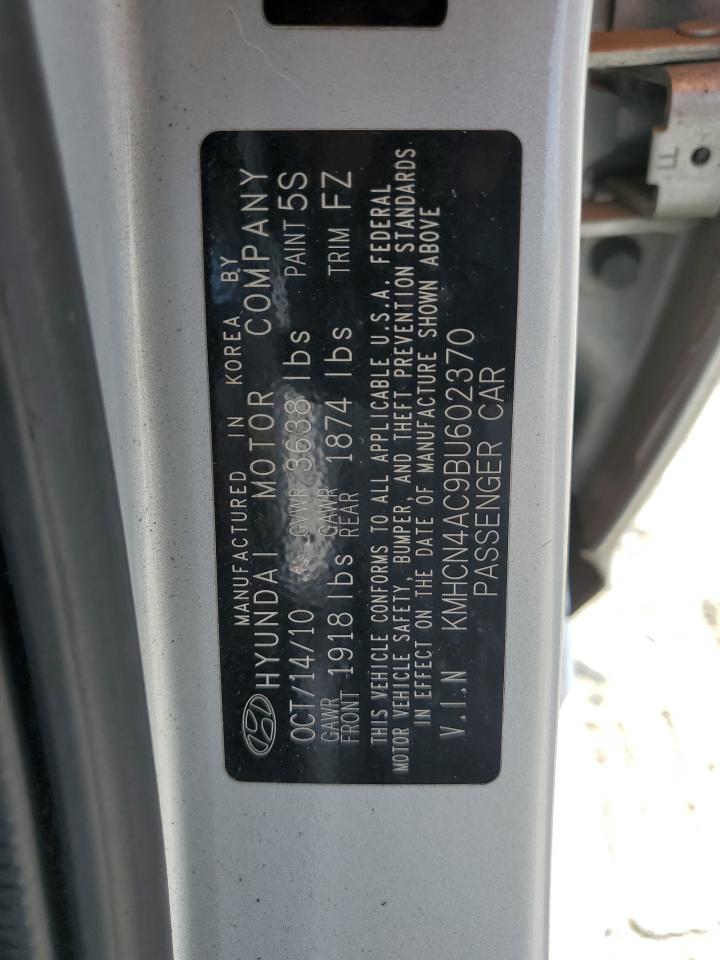 MANUFACTURED IN KOREA BY
HYUNDAI MOTOR COMPANY
OCT/14/10 GVWR 3638 lbs PAINT 5S
GAWR FRONT 1918 lbs GAWR REAR 1874 lbs TRIM FZ
THIS VEHICLE CONFORMS TO ALL APPLICABLE U.S.A. FEDERAL
MOTOR VEHICLE SAFETY, BUMPER, AND THEFT PREVENTION STANDARDS
IN EFFECT ON THE DATE OF MANUFACTURE SHOWN ABOVE
V.I.N KMHCN4AC9BU602370
PASSENGER CAR